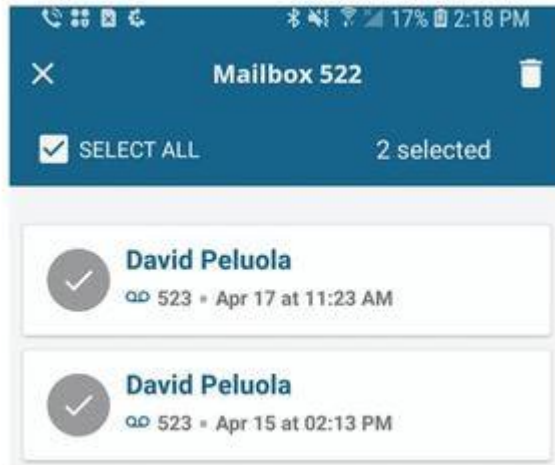 17% 2:18 PM
Mailbox 522
SELECT ALL 2 selected
David Peluola
523 • Apr 17 at 11:23 AM
David Peluola
523 • Apr 15 at 02:13 PM